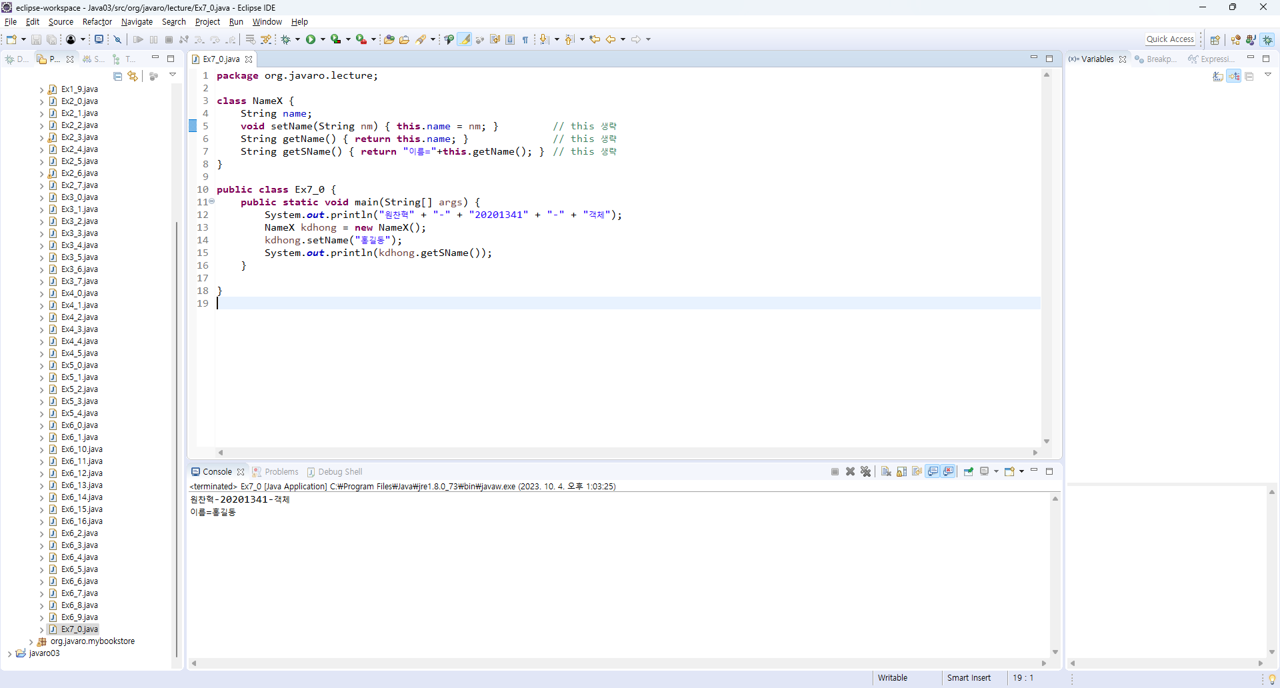 eclipse-workspace - Java03/src/org/javaro/lecture/Ex7_0.java - Eclipse IDE
File Edit Source Refactor Navigate Search Project Run Window Help
Quick Access
D... P... S... T...
Ex1_9.java
Ex2_0.java
Ex2_1.java
Ex2_2.java
Ex2_3.java
Ex2_4.java
Ex2_5.java
Ex2_6.java
Ex2_7.java
Ex3_0.java
Ex3_1.java
Ex3_2.java
Ex3_3.java
Ex3_4.java
Ex3_5.java
Ex3_6.java
Ex3_7.java
Ex4_0.java
Ex4_1.java
Ex4_2.java
Ex4_3.java
Ex4_4.java
Ex4_5.java
Ex5_0.java
Ex5_1.java
Ex5_2.java
Ex5_3.java
Ex5_4.java
Ex6_0.java
Ex6_1.java
Ex6_10.java
Ex6_11.java
Ex6_12.java
Ex6_13.java
Ex6_14.java
Ex6_15.java
Ex6_16.java
Ex6_2.java
Ex6_3.java
Ex6_4.java
Ex6_5.java
Ex6_6.java
Ex6_7.java
Ex6_8.java
Ex6_9.java
Ex7_0.java
org.javaro.mybookstore
javaro03
Ex7_0.java
1 package org.javaro.lecture;
2
3 class NameX {
4 String name;
5 void setName(String nm) { this.name = nm; } // this 생략
6 String getName() { return this.name; } // this 생략
7 String getSName() { return "이름="+this.getName(); } // this 생략
8 }
9
10 public class Ex7_0 {
11 public static void main(String[] args) {
12 System.out.println("원찬혁" + "-" + "20201341" + "-" + "객체");
13 NameX kdhong = new NameX();
14 kdhong.setName("홍길동");
15 System.out.println(kdhong.getSName());
16 }
17
18 }
19
Console Problems Debug Shell
<terminated> Ex7_0 [Java Application] C:₩Program Files₩Java₩jre1.8.0_73₩bin₩javaw.exe (2023. 10. 4. 오후 1:03:25)
원찬혁-20201341-객체
이름=홍길동
(x)= Variables Breakp... Expressi...
Writable Smart Insert 19 : 1